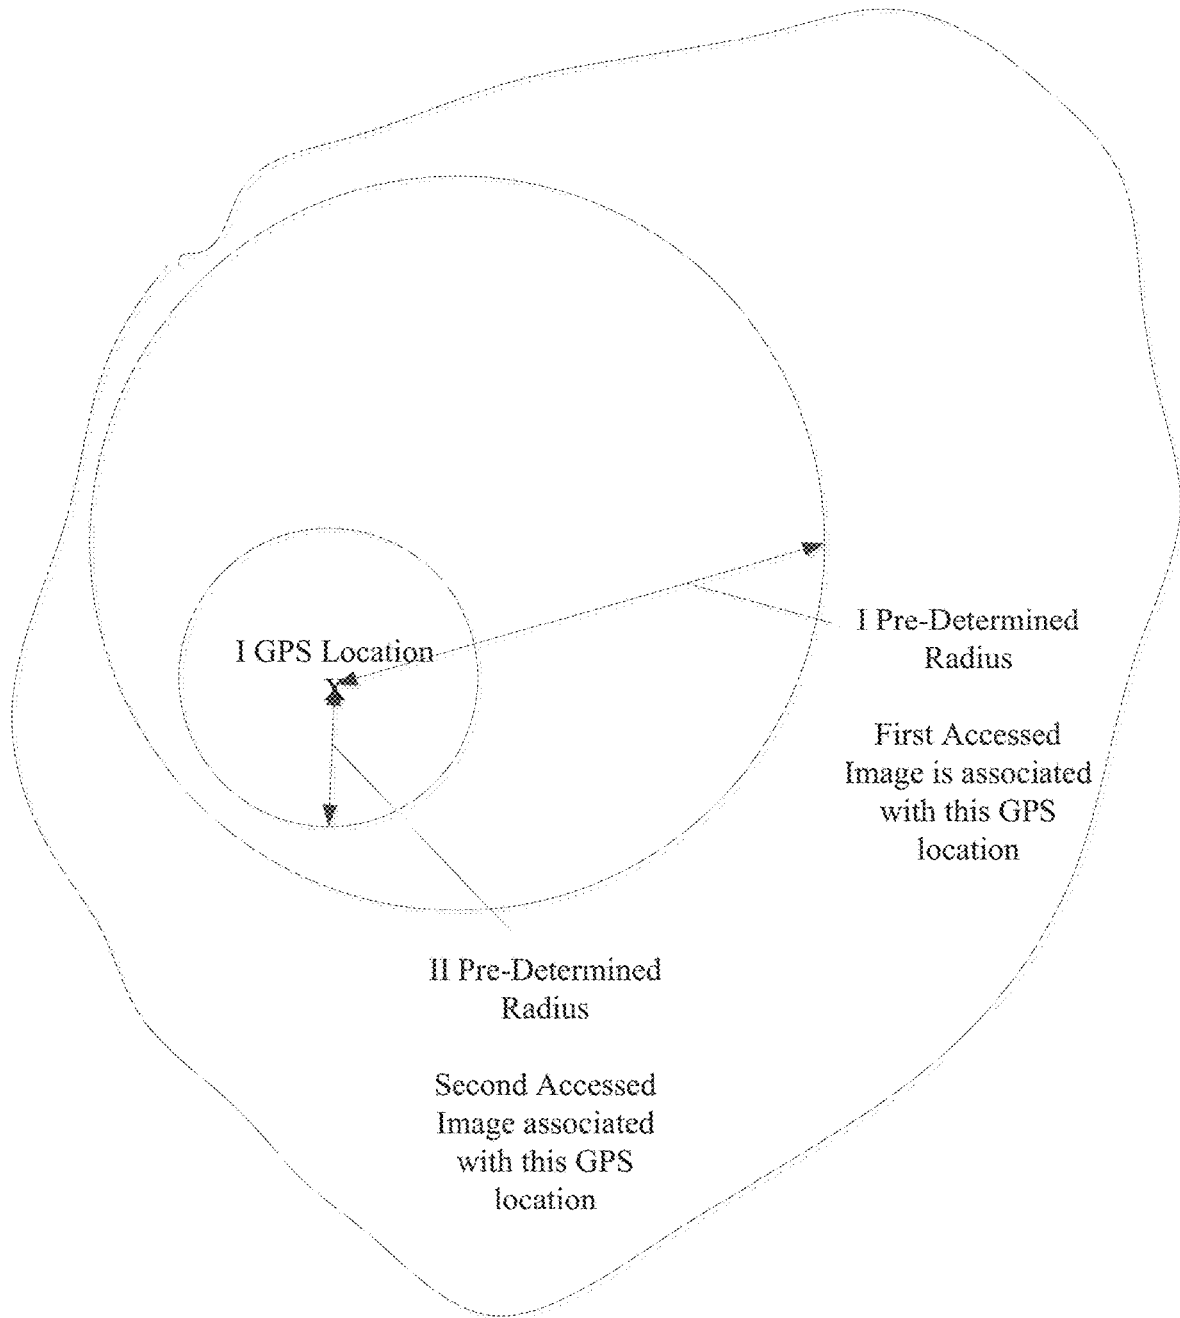 I GPS Location
I Pre-Determined
Radius
First Accessed
Image is associated
with this GPS
location
II Pre-Determined
Radius
Second Accessed
Image associated
with this GPS
location